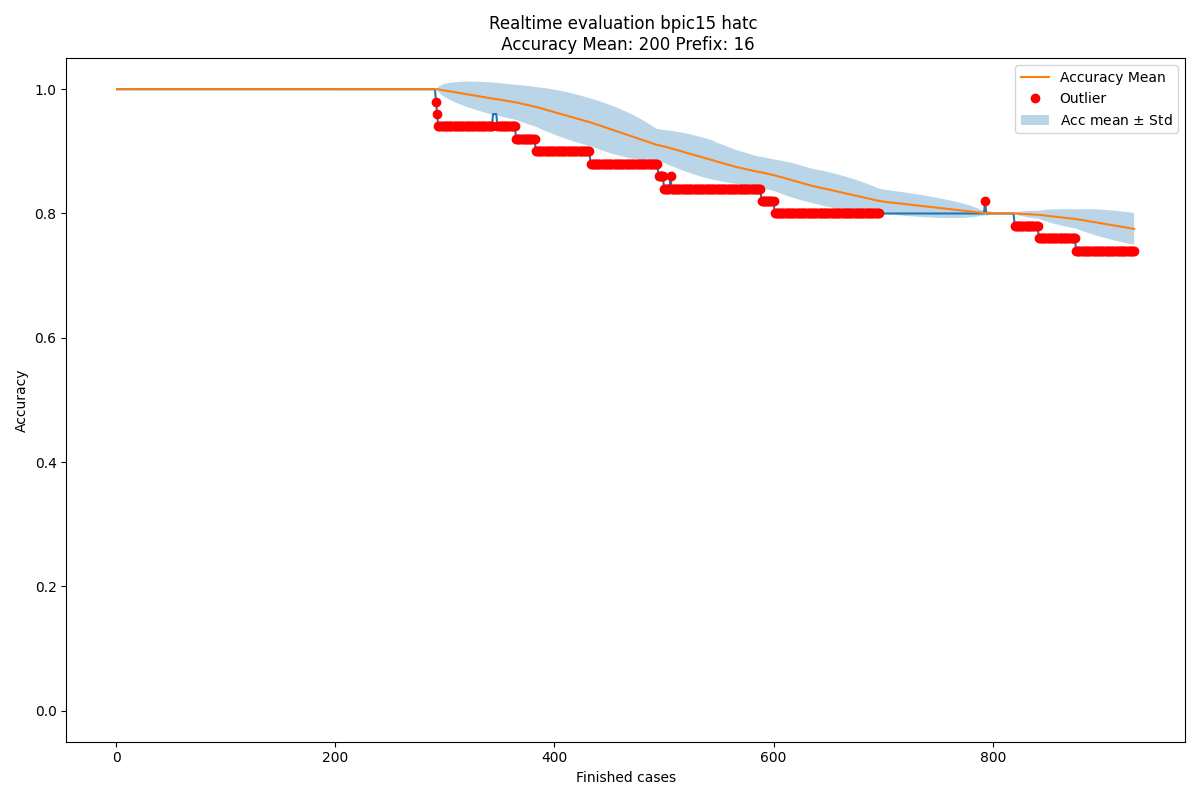 Realtime evaluation bpic15 hatc
Accuracy Mean: 200 Prefix: 16
Accuracy Mean
Outlier
Acc mean ± Std
1.0
0.8
0.6
0.4
0.2
0.0
Accuracy
0
200
400
600
800
Finished cases